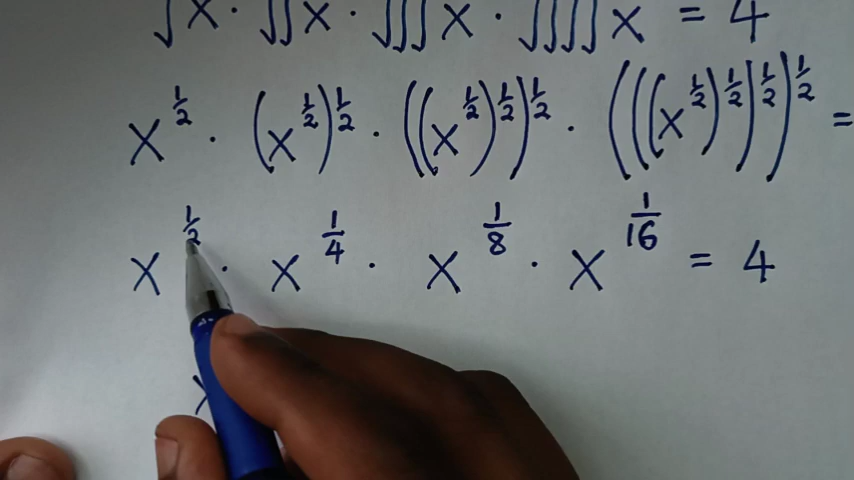 √x · √√x · √√√x · √√√√x = 4
x^{1/2} · (x^{1/2})^{1/2} · ((x^{1/2})^{1/2})^{1/2} · (((x^{1/2})^{1/2})^{1/2})^{1/2} =
x^{1/2} · x^{1/4} · x^{1/8} · x^{1/16} = 4
x